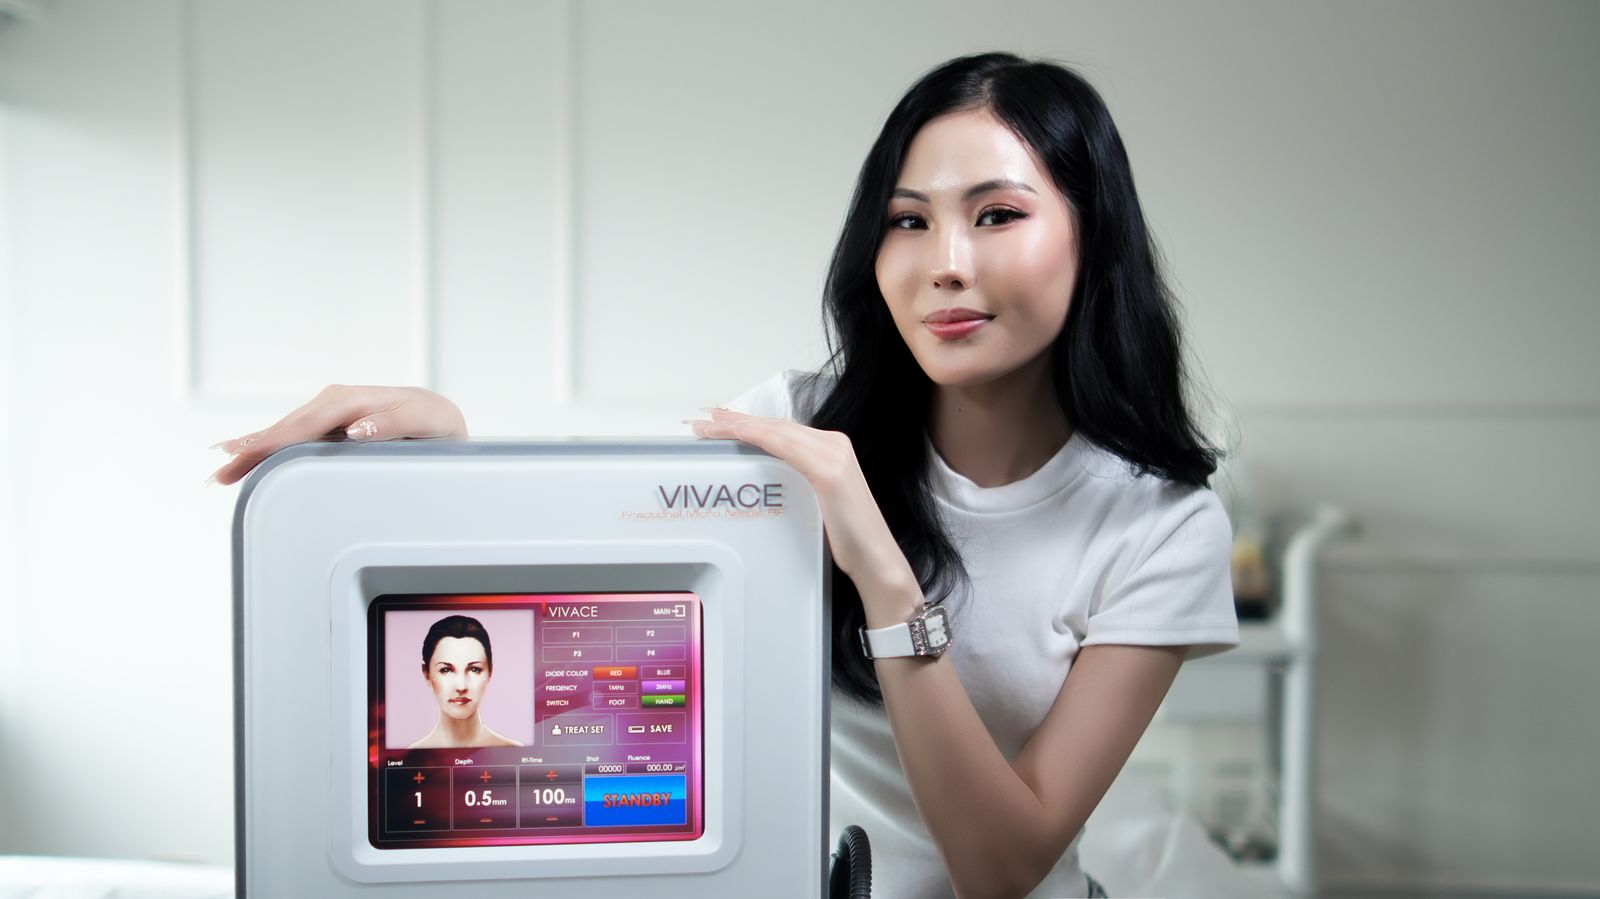 VIVACE
Fractional Micro Needle RF
VIVACE MAIN
P1 P2
P3 P4
DIODE COLOR RED BLUE
FREQENCY 1MHz 2MHz
SWITCH FOOT HAND
TREAT SET SAVE
Level Depth Rf-Time Shot Fluence
00000 000.00 J/㎠
+ + +
1 0.5mm 100ms STANDBY
- - -